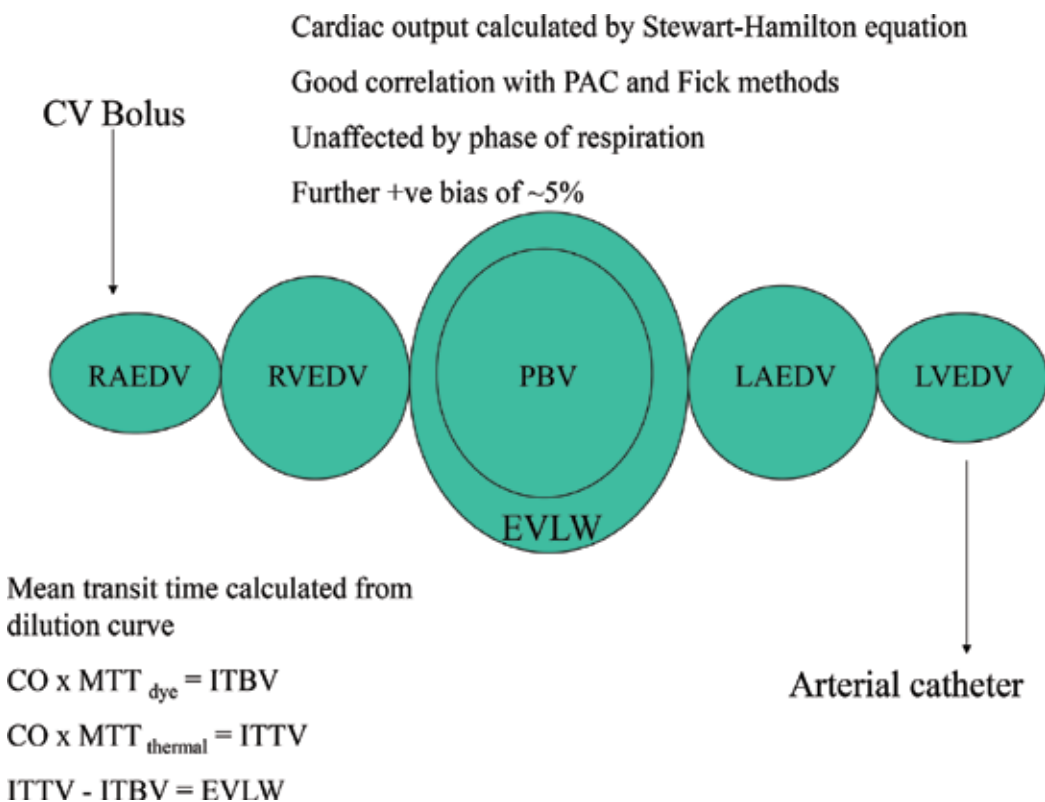 Cardiac output calculated by Stewart-Hamilton equation
Good correlation with PAC and Fick methods
CV Bolus
Unaffected by phase of respiration
Further +ve bias of ~5%
RAEDV
RVEDV
PBV
LAEDV
LVEDV
EVLW
Mean transit time calculated from
dilution curve
CO x MTT dye = ITBV
Arterial catheter
CO x MTT thermal = ITTV
ITTV - ITBV = EVLW